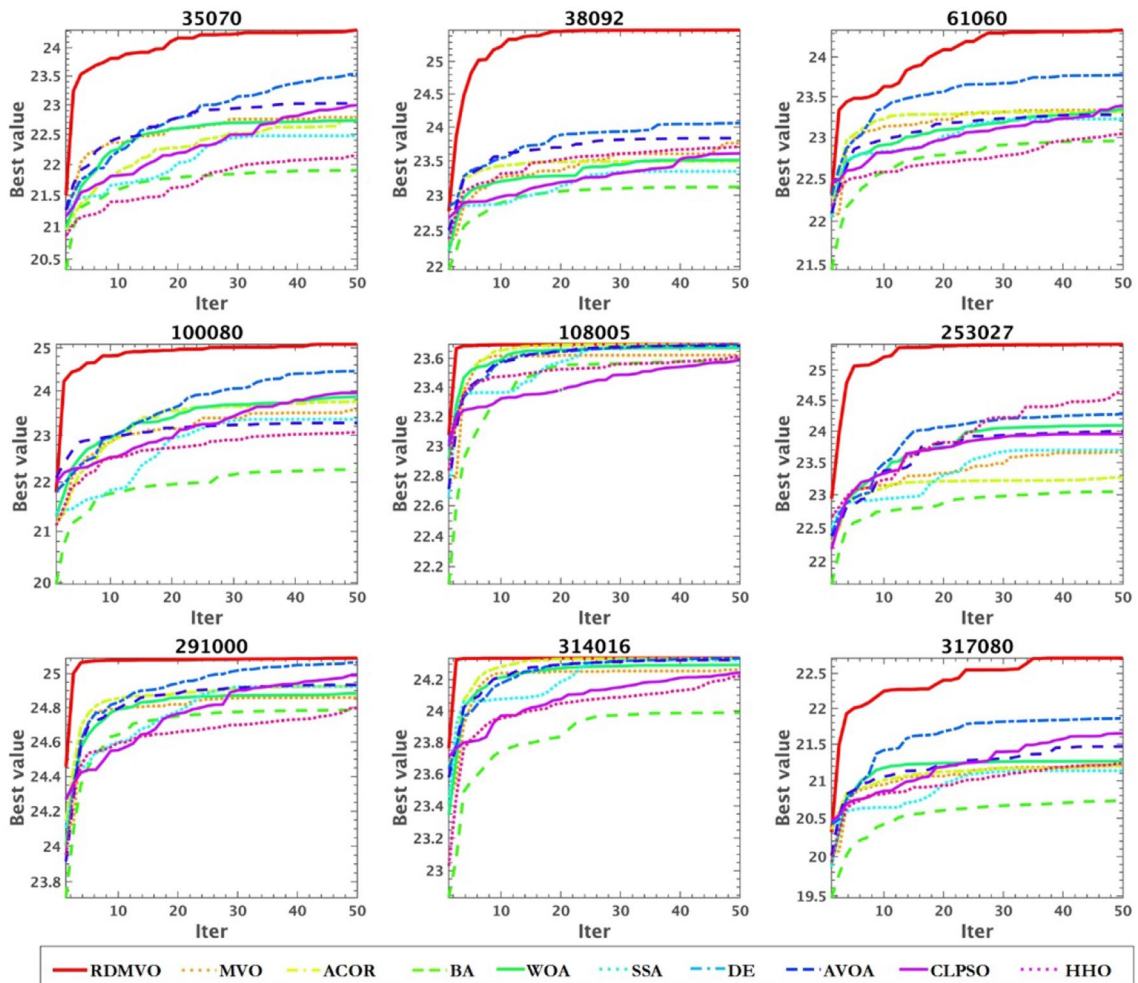 35070
24
23.5
23
22.5
22
21.5
21
20.5
Best value
10 20 30 40 50
Iter
38092
25
24.5
24
23.5
23
22.5
22
Best value
10 20 30 40 50
Iter
61060
24
23.5
23
22.5
22
21.5
Best value
10 20 30 40 50
Iter
100080
25
24
23
22
21
20
Best value
10 20 30 40 50
Iter
108005
23.6
23.4
23.2
23
22.8
22.6
22.4
22.2
Best value
10 20 30 40 50
Iter
253027
25
24.5
24
23.5
23
22.5
22
Best value
10 20 30 40 50
Iter
291000
25
24.8
24.6
24.4
24.2
24
23.8
Best value
10 20 30 40 50
Iter
314016
24.2
24
23.8
23.6
23.4
23.2
23
Best value
10 20 30 40 50
Iter
317080
22.5
22
21.5
21
20.5
20
19.5
Best value
10 20 30 40 50
Iter
RDMVO MVO ACOR BA WOA SSA DE AVOA CLPSO HHO